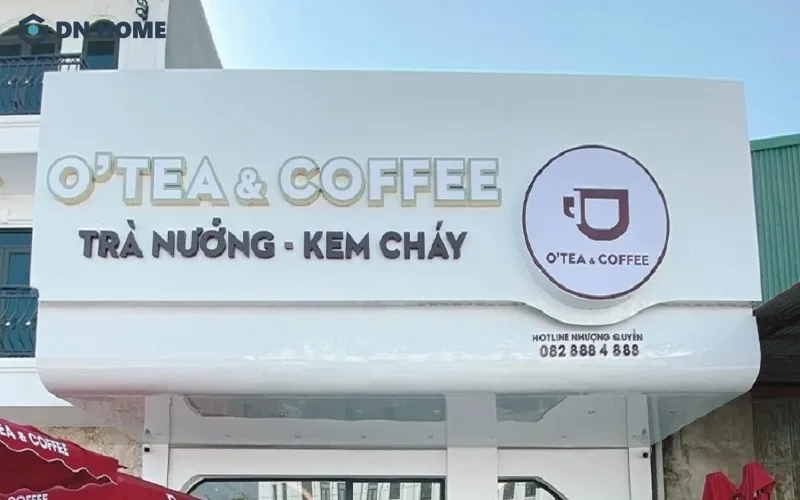 DN HOME
O'TEA & COFFEE
TRÀ NƯỚNG - KEM CHÁY
O'TEA & COFFEE
HOTLINE NHƯỢNG QUYỀN
082 888 4 888
EA & COFFEE
COFFEE